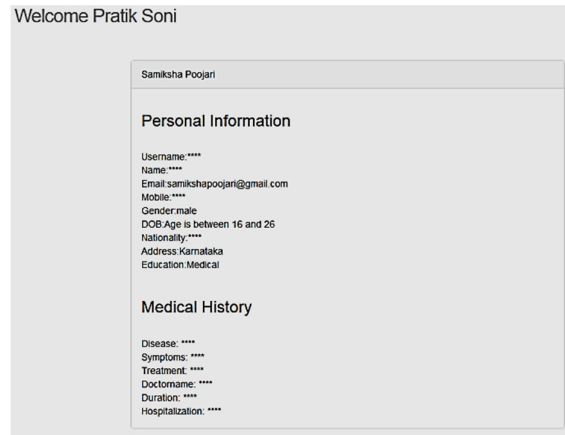 Welcome Pratik Soni
Samiksha Poojari
Personal Information
Username:****
Name:****
Email:samikshapoojari@gmail.com
Mobile:****
Gender:male
DOB:Age is between 16 and 26
Nationality:****
Address:Karnataka
Education:Medical
Medical History
Disease: ****
Symptoms: ****
Treatment: ****
Doctorname: ****
Duration: ****
Hospitalization: ****